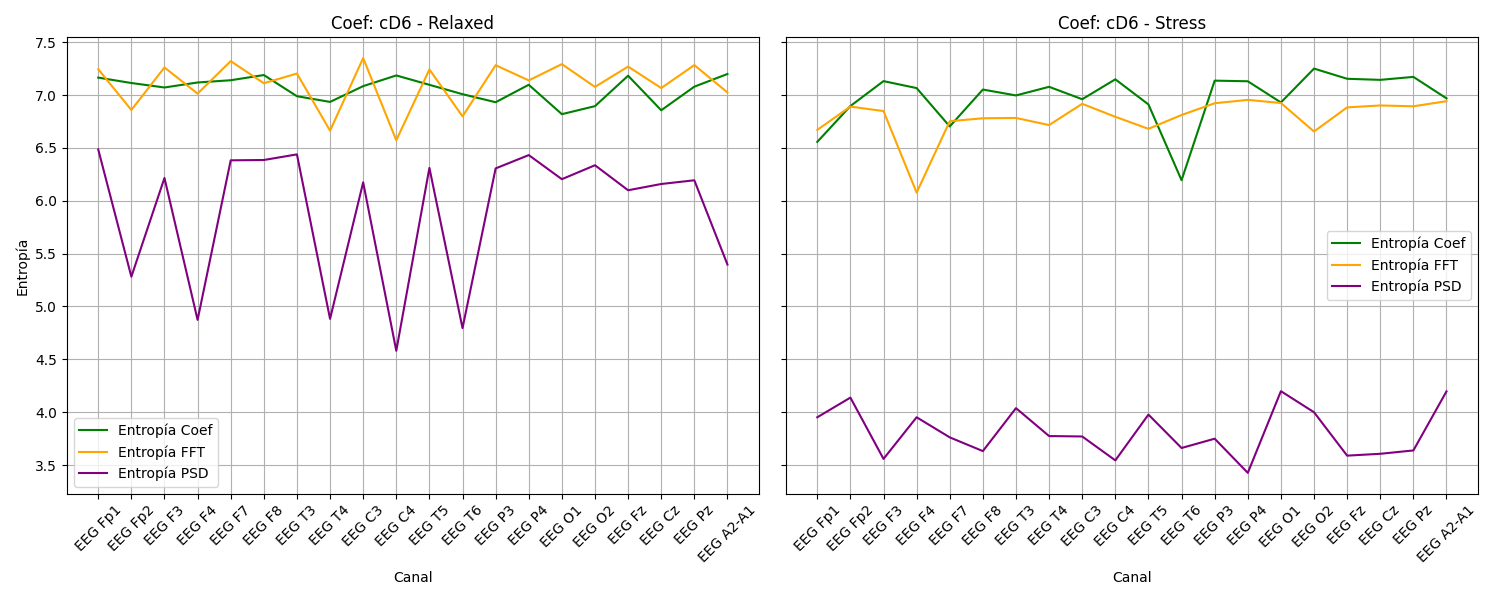 Coef: cD6 - Relaxed
Entropía
7.5
7.0
6.5
6.0
5.5
5.0
4.5
4.0
3.5
Entropía Coef
Entropía FFT
Entropía PSD
EEG Fp1
EEG Fp2
EEG F3
EEG F4
EEG F7
EEG F8
EEG T3
EEG T4
EEG C3
EEG C4
EEG T5
EEG T6
EEG P3
EEG P4
EEG O1
EEG O2
EEG Fz
EEG Cz
EEG Pz
EEG A2-A1
Canal
Coef: cD6 - Stress
Entropía Coef
Entropía FFT
Entropía PSD
EEG Fp1
EEG Fp2
EEG F3
EEG F4
EEG F7
EEG F8
EEG T3
EEG T4
EEG C3
EEG C4
EEG T5
EEG T6
EEG P3
EEG P4
EEG O1
EEG O2
EEG Fz
EEG Cz
EEG Pz
EEG A2-A1
Canal